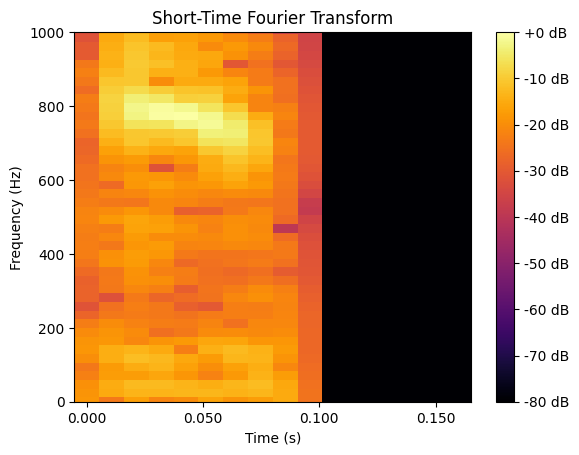 Short-Time Fourier Transform
Frequency (Hz)
1000
800
600
400
200
0
0.000
0.050
0.100
0.150
Time (s)
+0 dB
-10 dB
-20 dB
-30 dB
-40 dB
-50 dB
-60 dB
-70 dB
-80 dB